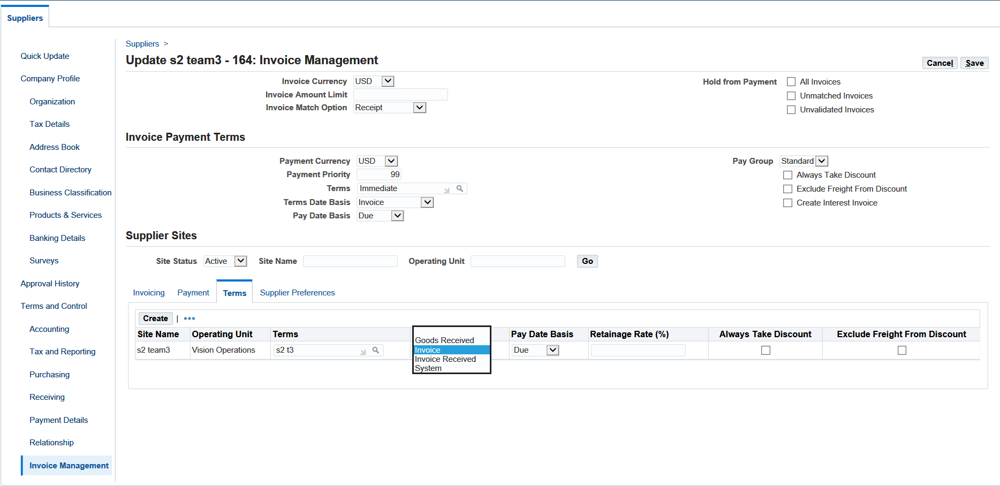 Suppliers
Quick Update
Company Profile
Organization
Tax Details
Address Book
Contact Directory
Business Classification
Products & Services
Banking Details
Surveys
Approval History
Terms and Control
Accounting
Tax and Reporting
Purchasing
Receiving
Payment Details
Relationship
Invoice Management
Suppliers >
Update s2 team3 - 164: Invoice Management
Cancel Save
Invoice Currency USD
Invoice Amount Limit
Invoice Match Option Receipt
Hold from Payment All Invoices
Unmatched Invoices
Unvalidated Invoices
Invoice Payment Terms
Payment Currency USD
Payment Priority 99
Terms Immediate
Terms Date Basis Invoice
Pay Date Basis Due
Pay Group Standard
Always Take Discount
Exclude Freight From Discount
Create Interest Invoice
Supplier Sites
Site Status Active Site Name Operating Unit Go
Invoicing Payment Terms Supplier Preferences
Create | •••
Site Name Operating Unit Terms Pay Date Basis Retainage Rate (%) Always Take Discount Exclude Freight From Discount
s2 team3 Vision Operations s2 t3 Due
Goods Received
Invoice
Invoice Received
System